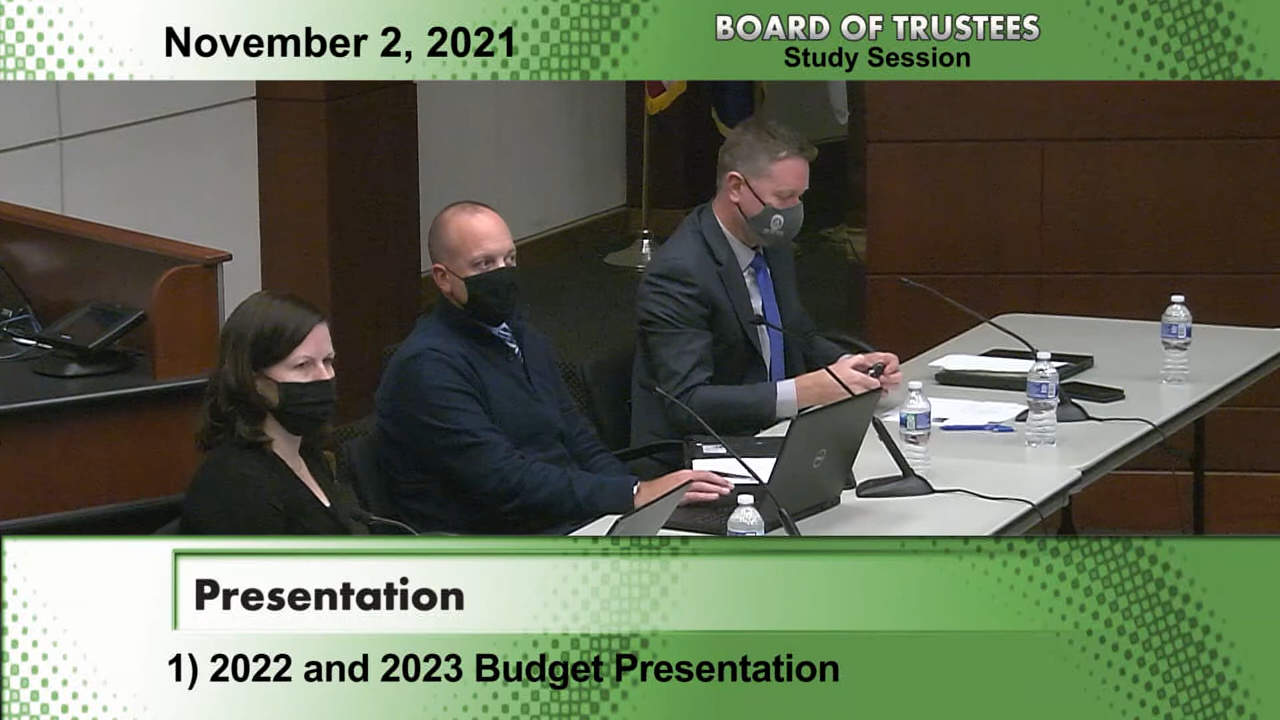 November 2, 2021
BOARD OF TRUSTEES
Study Session
Presentation
1) 2022 and 2023 Budget Presentation